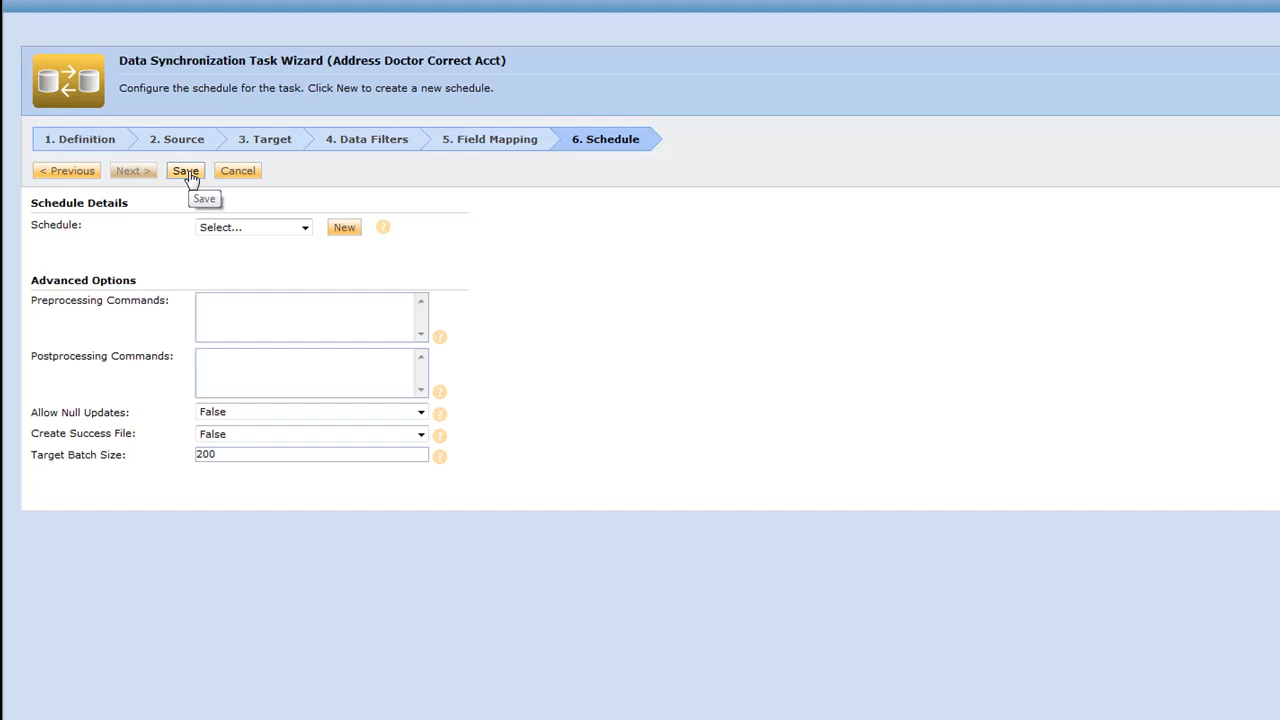 Data Synchronization Task Wizard (Address Doctor Correct Acct)
Configure the schedule for the task. Click New to create a new schedule.
1. Definition 2. Source 3. Target 4. Data Filters 5. Field Mapping 6. Schedule
< Previous Next > Save Cancel
Save
Schedule Details
Schedule: Select... New ?
Advanced Options
Preprocessing Commands: ?
Postprocessing Commands: ?
Allow Null Updates: False ?
Create Success File: False ?
Target Batch Size: 200 ?